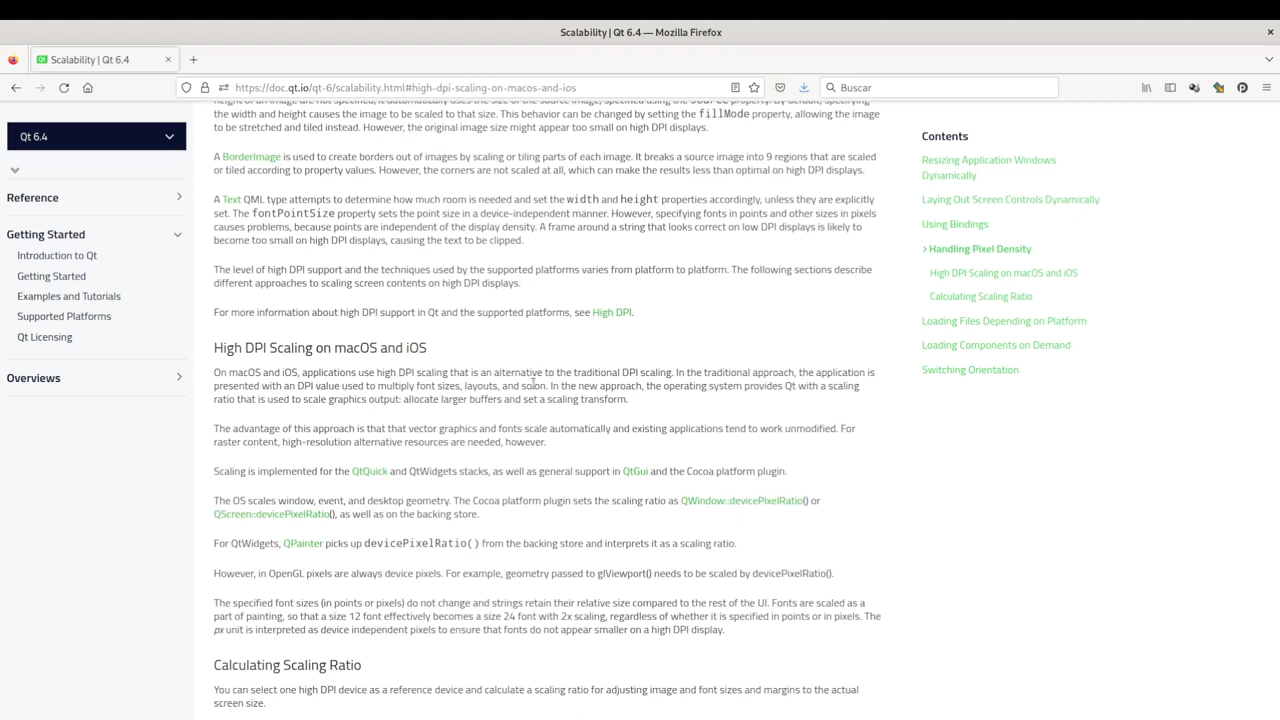 Scalability | Qt 6.4 — Mozilla Firefox
Scalability | Qt 6.4
https://doc.qt.io/qt-6/scalability.html#high-dpi-scaling-on-macos-and-ios
Buscar
Qt 6.4
Reference
Getting Started
Introduction to Qt
Getting Started
Examples and Tutorials
Supported Platforms
Qt Licensing
Overviews
height of an image are not specified, it automatically uses the size of the source image, specified using the source property. By default, specifying
the width and height causes the image to be scaled to that size. This behavior can be changed by setting the fillMode property, allowing the image
to be stretched and tiled instead. However, the original image size might appear too small on high DPI displays.
A BorderImage is used to create borders out of images by scaling or tiling parts of each image. It breaks a source image into 9 regions that are scaled
or tiled according to property values. However, the corners are not scaled at all, which can make the results less than optimal on high DPI displays.
A Text QML type attempts to determine how much room is needed and set the width and height properties accordingly, unless they are explicitly
set. The fontPointSize property sets the point size in a device-independent manner. However, specifying fonts in points and other sizes in pixels
causes problems, because points are independent of the display density. A frame around a string that looks correct on low DPI displays is likely to
become too small on high DPI displays, causing the text to be clipped.
The level of high DPI support and the techniques used by the supported platforms varies from platform to platform. The following sections describe
different approaches to scaling screen contents on high DPI displays.
For more information about high DPI support in Qt and the supported platforms, see High DPI.
High DPI Scaling on macOS and iOS
On macOS and iOS, applications use high DPI scaling that is an alternative to the traditional DPI scaling. In the traditional approach, the application is
presented with an DPI value used to multiply font sizes, layouts, and so on. In the new approach, the operating system provides Qt with a scaling
ratio that is used to scale graphics output: allocate larger buffers and set a scaling transform.
The advantage of this approach is that that vector graphics and fonts scale automatically and existing applications tend to work unmodified. For
raster content, high-resolution alternative resources are needed, however.
Scaling is implemented for the QtQuick and QtWidgets stacks, as well as general support in QtGui and the Cocoa platform plugin.
The OS scales window, event, and desktop geometry. The Cocoa platform plugin sets the scaling ratio as QWindow::devicePixelRatio() or
QScreen::devicePixelRatio(), as well as on the backing store.
For QtWidgets, QPainter picks up devicePixelRatio() from the backing store and interprets it as a scaling ratio.
However, in OpenGL pixels are always device pixels. For example, geometry passed to glViewport() needs to be scaled by devicePixelRatio().
The specified font sizes (in points or pixels) do not change and strings retain their relative size compared to the rest of the UI. Fonts are scaled as a
part of painting, so that a size 12 font effectively becomes a size 24 font with 2x scaling, regardless of whether it is specified in points or in pixels. The
px unit is interpreted as device independent pixels to ensure that fonts do not appear smaller on a high DPI display.
Calculating Scaling Ratio
You can select one high DPI device as a reference device and calculate a scaling ratio for adjusting image and font sizes and margins to the actual
screen size.
Contents
Resizing Application Windows
Dynamically
Laying Out Screen Controls Dynamically
Using Bindings
Handling Pixel Density
High DPI Scaling on macOS and iOS
Calculating Scaling Ratio
Loading Files Depending on Platform
Loading Components on Demand
Switching Orientation